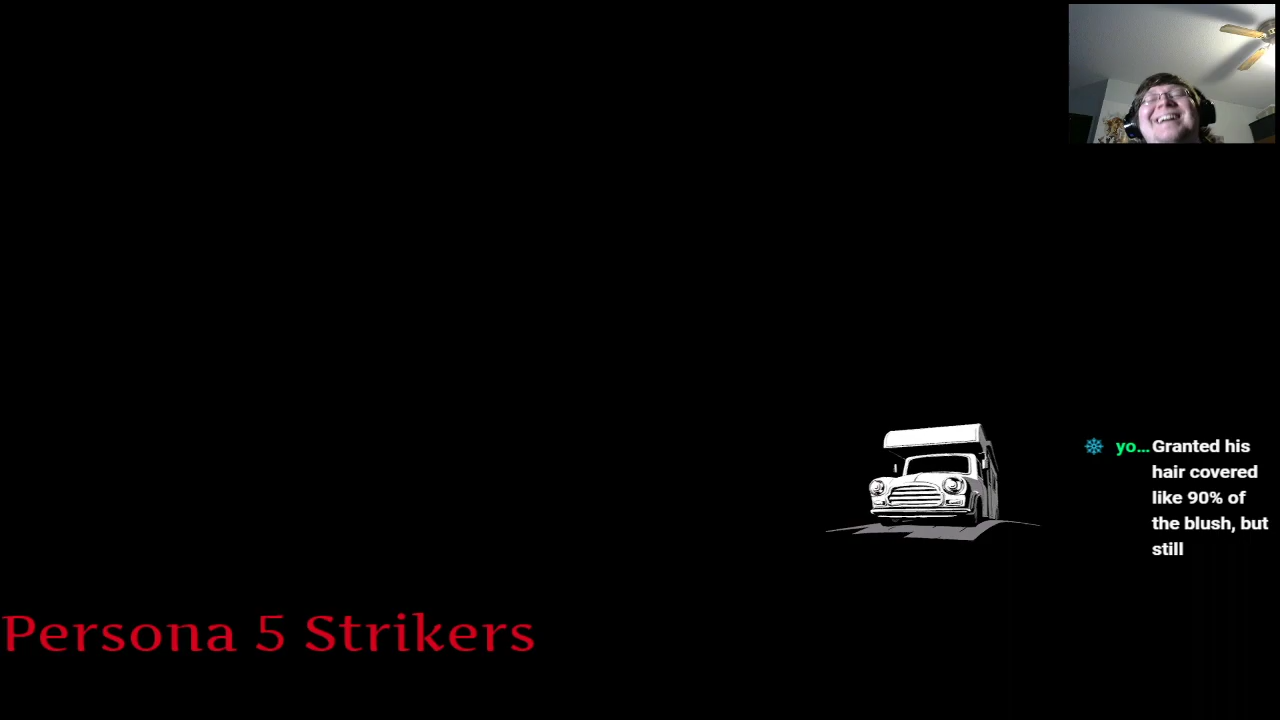 yo... Granted his
hair covered
like 90% of
the blush, but
still
Persona 5 Strikers